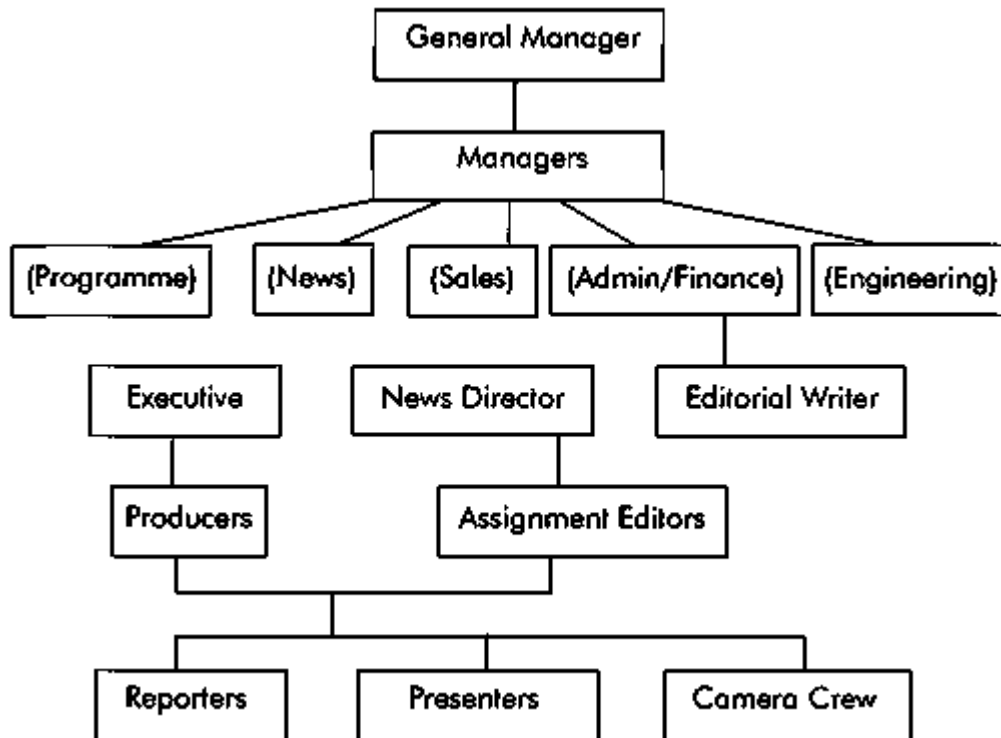 General Manager
Managers
(Programme) (News) (Sales) (Admin/Finance) (Engineering)
Executive News Director Editorial Writer
Producers Assignment Editors
Reporters Presenters Camera Crew